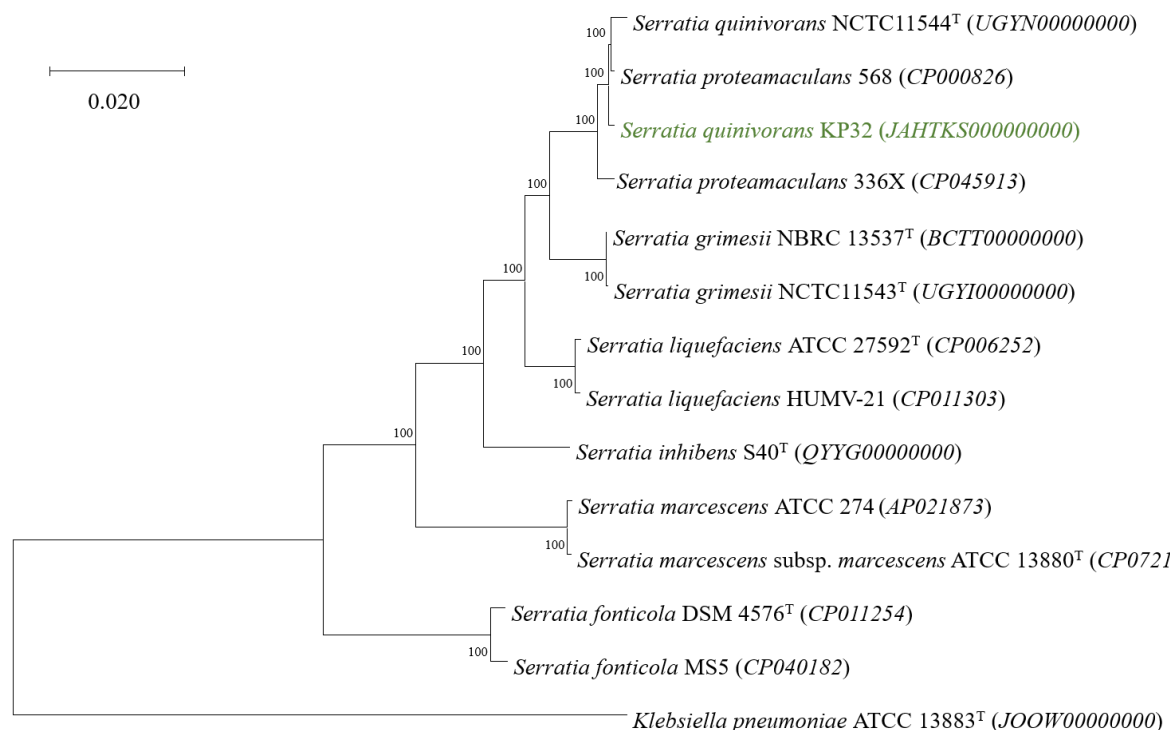 100
Serratia quinivorans NCTC11544ᵀ (UGYN00000000)
100
Serratia proteamaculans 568 (CP000826)
0.020
100
Serratia quinivorans KP32 (JAHTKS000000000)
100
Serratia proteamaculans 336X (CP045913)
Serratia grimesii NBRC 13537ᵀ (BCTT00000000)
100
100
Serratia grimesii NCTC11543ᵀ (UGYI00000000)
Serratia liquefaciens ATCC 27592ᵀ (CP006252)
100
100
Serratia liquefaciens HUMV-21 (CP011303)
100
Serratia inhibens S40ᵀ (QYYG00000000)
Serratia marcescens ATCC 274 (AP021873)
100
Serratia marcescens subsp. marcescens ATCC 13880ᵀ (CP0721
Serratia fonticola DSM 4576ᵀ (CP011254)
100
Serratia fonticola MS5 (CP040182)
Klebsiella pneumoniae ATCC 13883ᵀ (JOOW00000000)